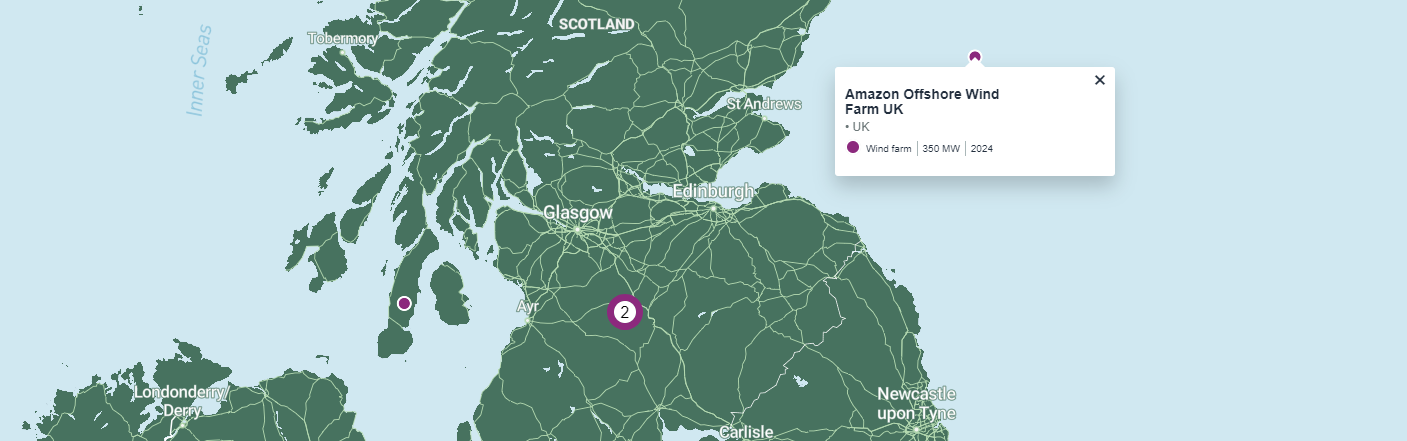 Inner Seas
Tobermory
SCOTLAND
St Andrews
Amazon Offshore Wind
Farm UK
• UK
Wind farm | 350 MW | 2024
Edinburgh
Glasgow
Ayr
2
Londonderry/
Derry
Newcastle
upon Tyne
Carlisle